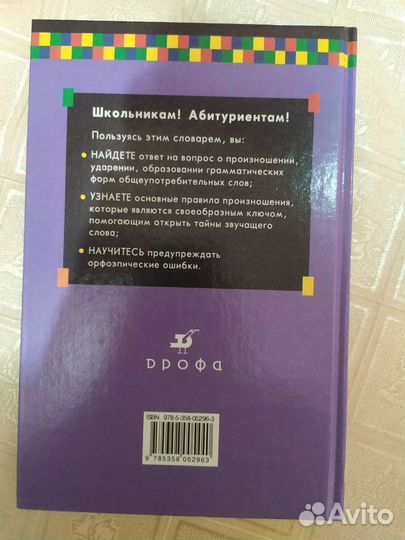 Школьникам! Абитуриентам!
Пользуясь этим словарем, вы:
НАЙДЕТЕ ответ на вопрос о произношении,
ударении, образовании грамматических
форм общеупотребительных слов;
УЗНАЕТЕ основные правила произношения,
которые являются своеобразным ключом,
помогающим открыть тайны звучащего
слова;
НАУЧИТЕСЬ предупреждать
орфоэпические ошибки.
дрофа
ISBN 978-5-358-05296-3
9 785358 052963
Avito